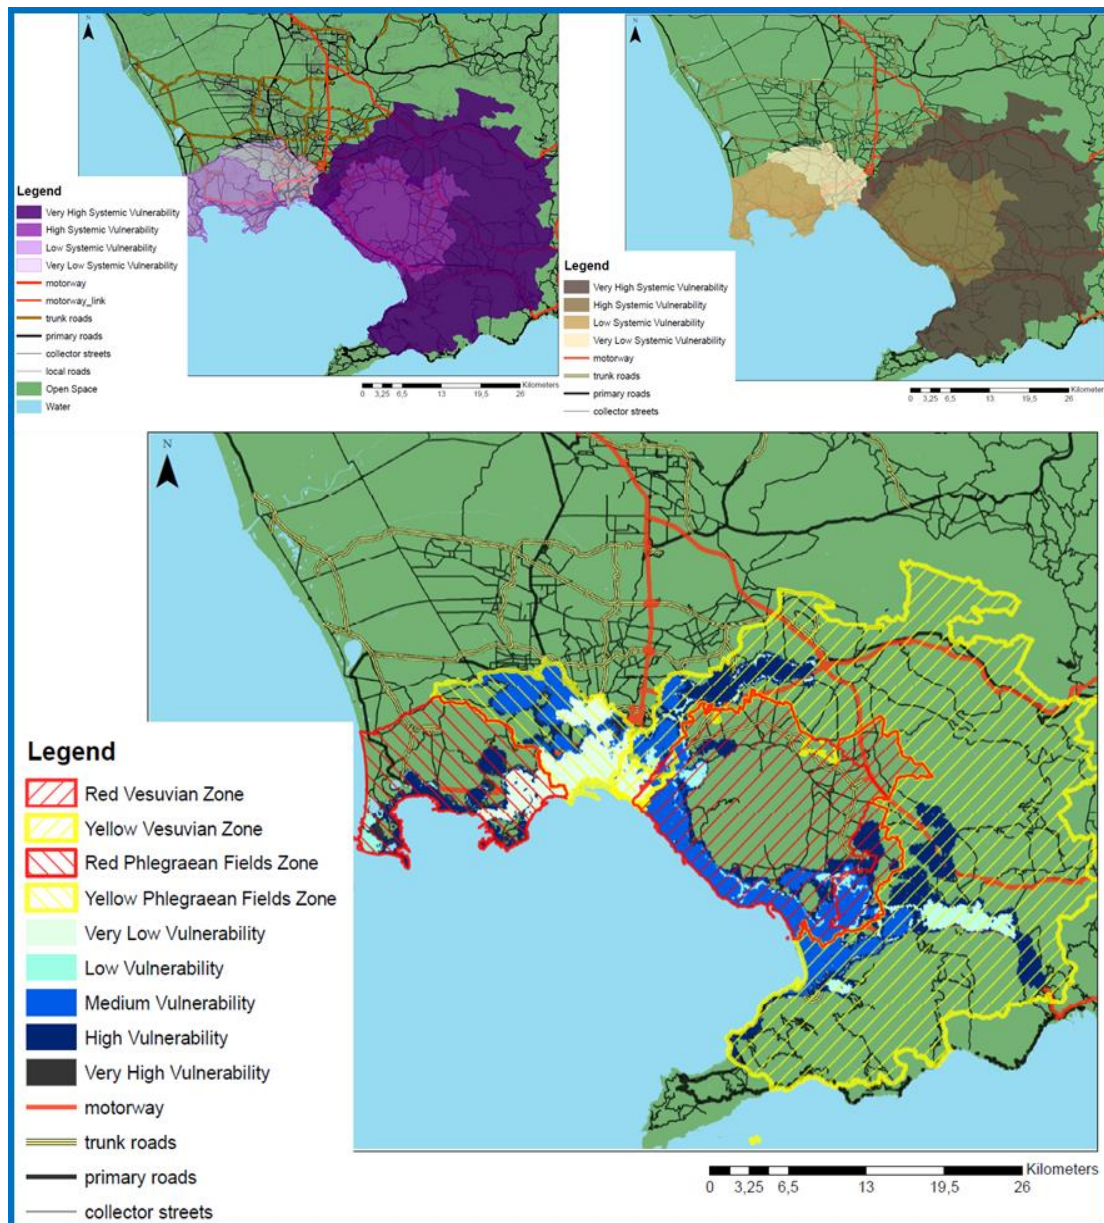 N
Legend
Very High Systemic Vulnerability
High Systemic Vulnerability
Low Systemic Vulnerability
Very Low Systemic Vulnerability
motorway
motorway_link
trunk roads
primary roads
collector streets
local roads
Open Space
Water
Kilometers
0 3,25 6,5 13 19,5 26
N
Legend
Very High Systemic Vulnerability
High Systemic Vulnerability
Low Systemic Vulnerability
Very Low Systemic Vulnerability
motorway
trunk roads
primary roads
collector streets
Kilometers
0 3,25 6,5 13 19,5 26
N
Legend
Red Vesuvian Zone
Yellow Vesuvian Zone
Red Phlegraean Fields Zone
Yellow Phlegraean Fields Zone
Very Low Vulnerability
Low Vulnerability
Medium Vulnerability
High Vulnerability
Very High Vulnerability
motorway
trunk roads
primary roads
collector streets
Kilometers
0 3,25 6,5 13 19,5 26